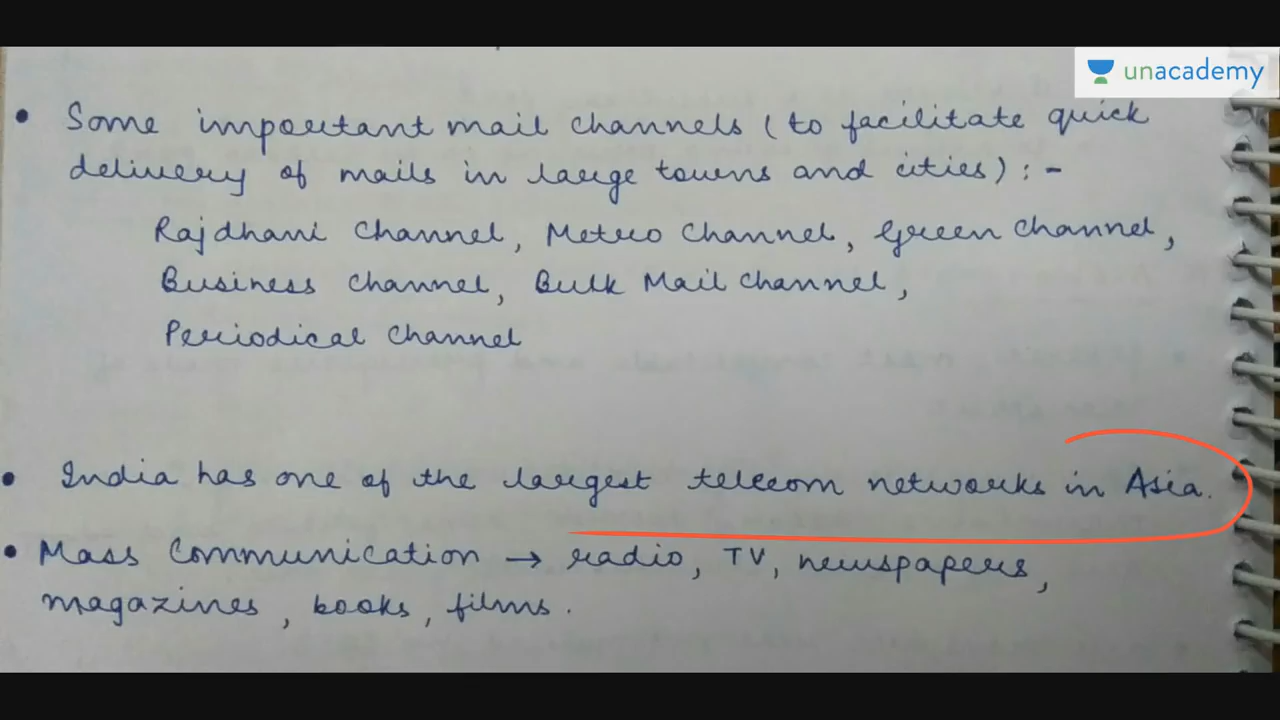 unacademy
• Some important mail channels (to facilitate quick
delivery of mails in large towns and cities) : -
Rajdhani Channel, Metro Channel, Green Channel,
Business Channel, Bulk Mail Channel,
Periodical Channel
• India has one of the largest telecom networks in Asia.
• Mass Communication → radio, TV, newspapers,
magazines, books, films.